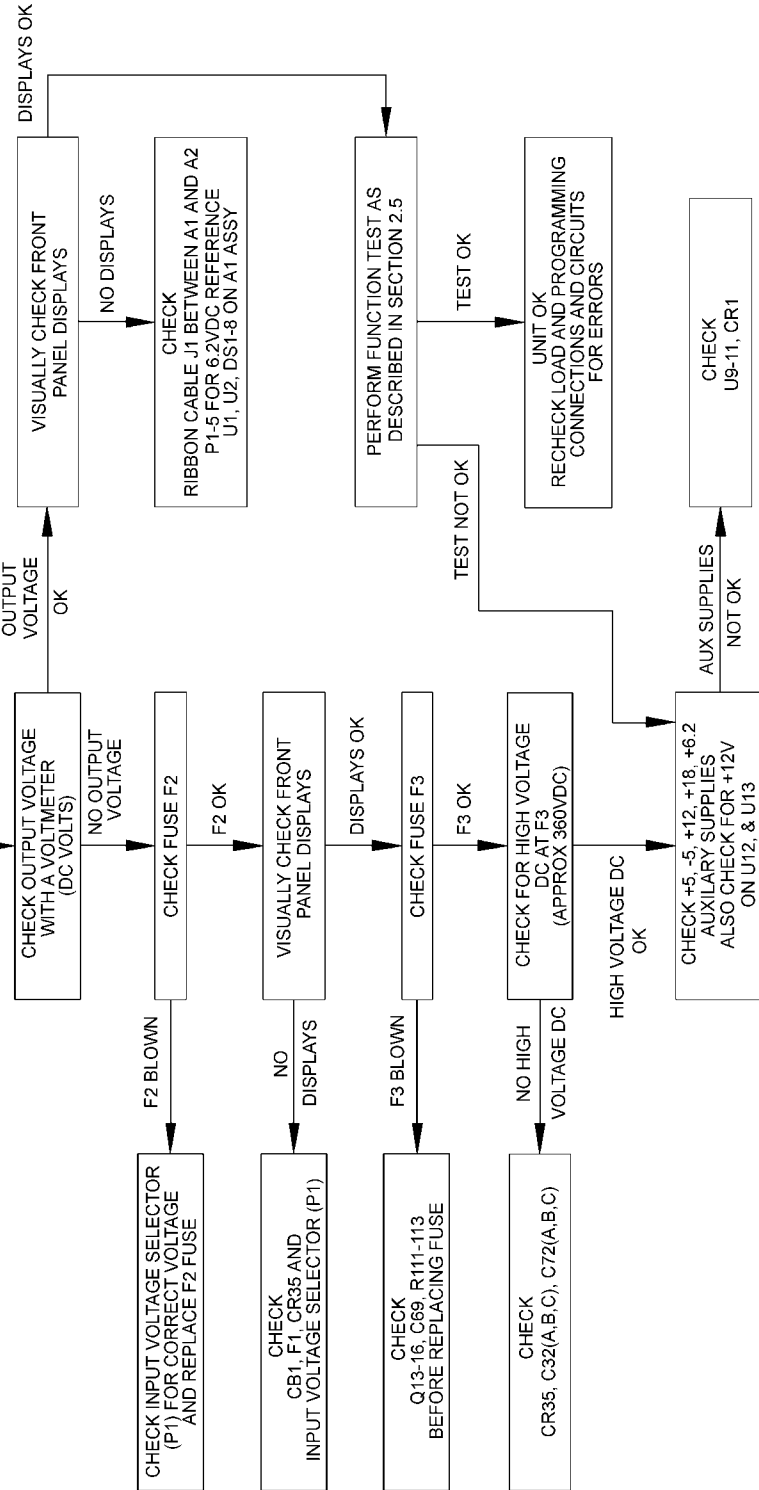 CHECK OUTPUT VOLTAGE
WITH A VOLTMETER
(DC VOLTS)
OUTPUT
VOLTAGE
OK
VISUALLY CHECK FRONT
PANEL DISPLAYS
DISPLAYS OK
NO DISPLAYS
CHECK
RIBBON CABLE J1 BETWEEN A1 AND A2
P1-5 FOR 6.2VDC REFERENCE
U1, U2, DS1-8 ON A1 ASSY
NO OUTPUT
VOLTAGE
CHECK FUSE F2
F2 BLOWN
CHECK INPUT VOLTAGE SELECTOR
(P1) FOR CORRECT VOLTAGE
AND REPLACE F2 FUSE
F2 OK
VISUALLY CHECK FRONT
PANEL DISPLAYS
NO
DISPLAYS
CHECK
CB1, F1, CR35 AND
INPUT VOLTAGE SELECTOR (P1)
DISPLAYS OK
CHECK FUSE F3
F3 BLOWN
CHECK
Q13-16, C69, R111-113
BEFORE REPLACING FUSE
F3 OK
CHECK FOR HIGH VOLTAGE
DC AT F3
(APPROX 360VDC)
NO HIGH
VOLTAGE DC
CHECK
CR35, C32(A,B,C), C72(A,B,C)
HIGH VOLTAGE DC
OK
PERFORM FUNCTION TEST AS
DESCRIBED IN SECTION 2.5
TEST OK
UNIT OK
RECHECK LOAD AND PROGRAMMING
CONNECTIONS AND CIRCUITS
FOR ERRORS
TEST NOT OK
CHECK +5, -5, +12, +18, +6.2
AUXILARY SUPPLIES
ALSO CHECK FOR +12V
ON U12, & U13
AUX SUPPLIES
NOT OK
CHECK
U9-11, CR1